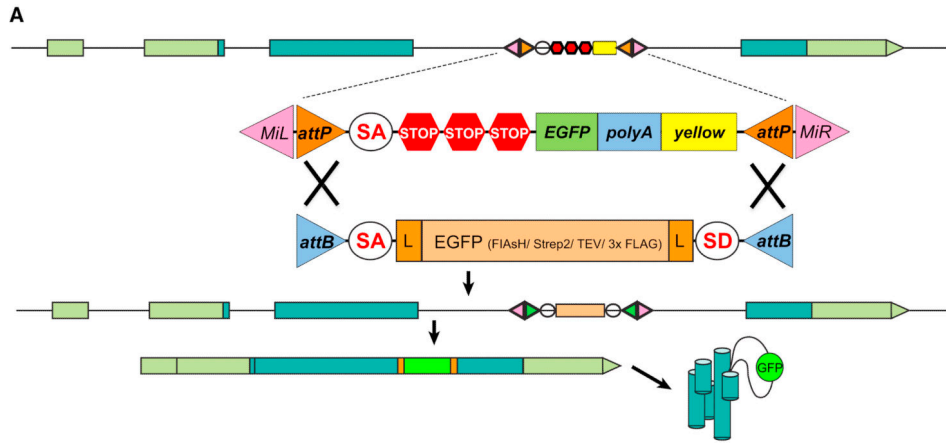 A
MiL attP SA STOP STOP STOP EGFP polyA yellow attP MiR
attB SA L EGFP (FlAsH/ Strep2/ TEV/ 3x FLAG) L SD attB
GFP